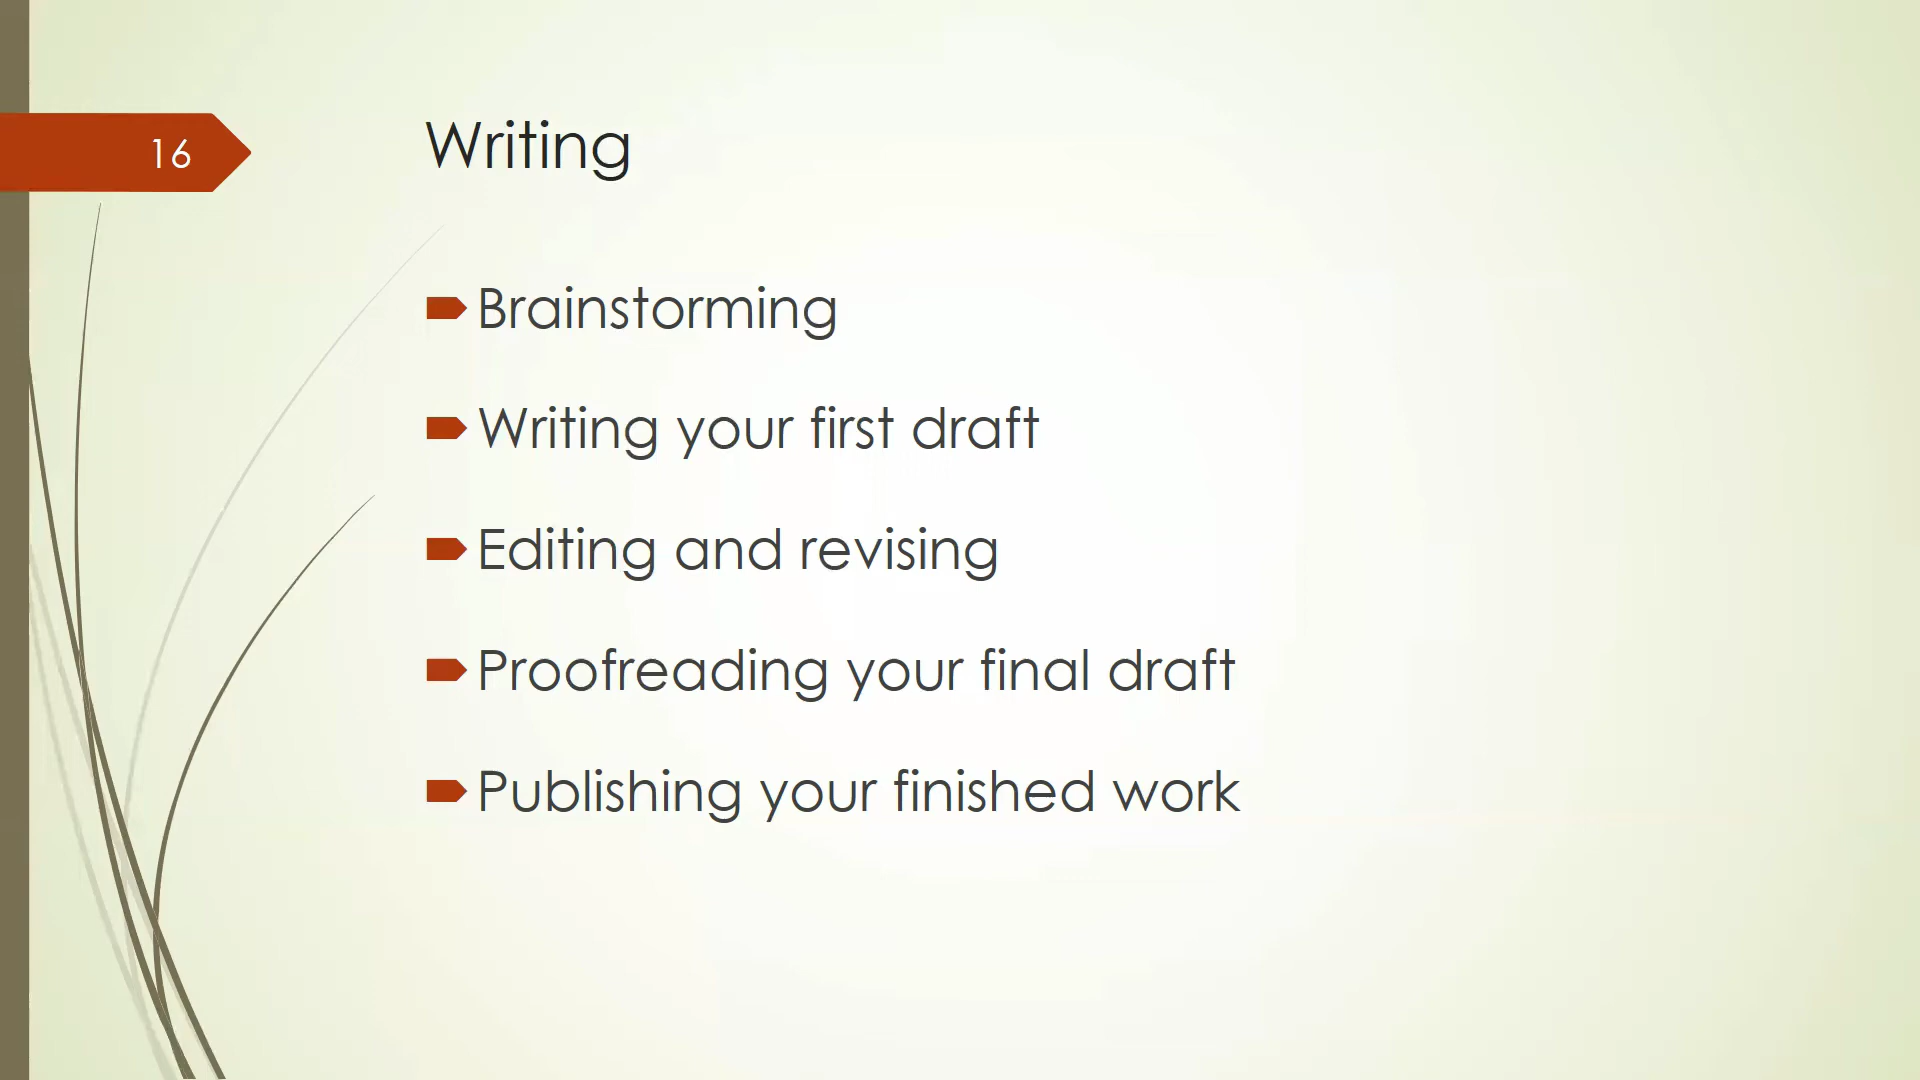 16
Writing
Brainstorming
Writing your first draft
Editing and revising
Proofreading your final draft
Publishing your finished work